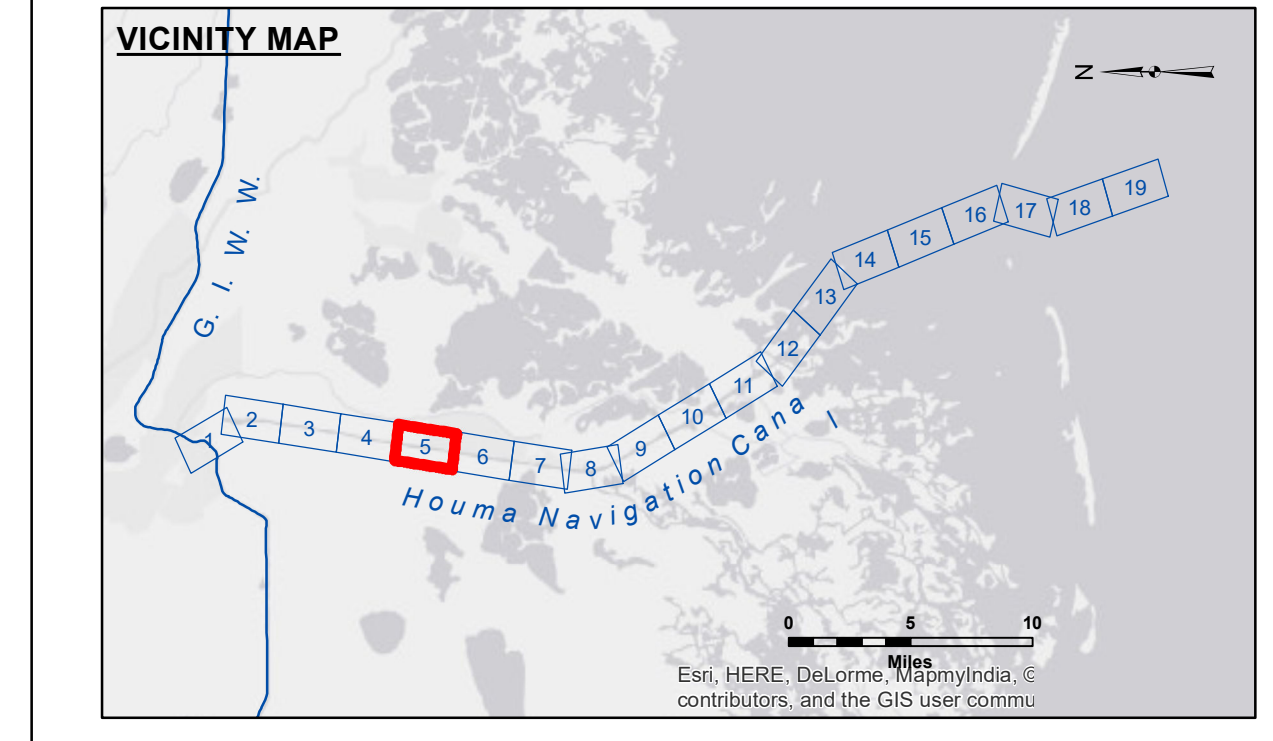 VICINITY MAP
N
G. I. W. W.
1
2
3
4
5
6
7
8
9
10
11
12
13
14
15
16
17
18
19
Houma Navigation Canal
0 5 10
Miles
Esri, HERE, DeLorme, MapmyIndia, ©
contributors, and the GIS user commu